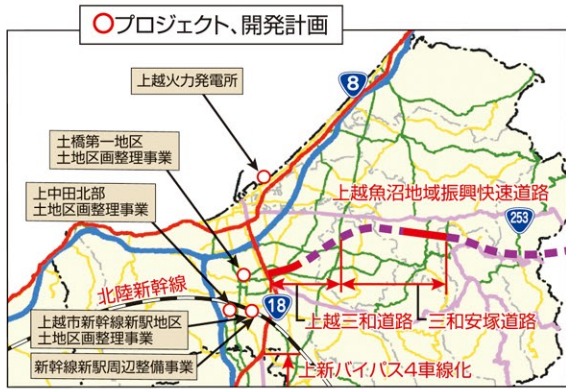 ○プロジェクト、開発計画
上越火力発電所
8
土橋第一地区
土地区画整理事業
上中田北部
土地区画整理事業
上越魚沼地域振興快速道路
253
北陸新幹線
18
上越市新幹線新駅地区
土地区画整理事業
上越三和道路
三和安塚道路
新幹線新駅周辺整備事業
上新バイパス4車線化